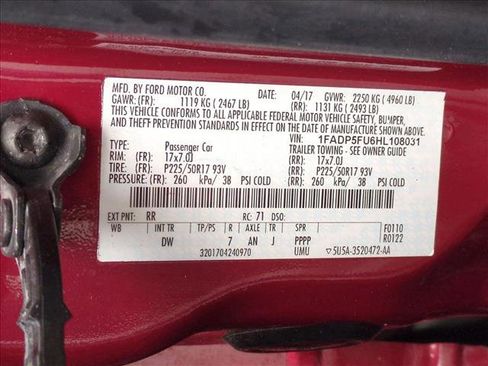 MFD. BY FORD MOTOR CO. DATE: 04/17 GVWR: 2250 KG ( 4960 LB)
GAWR: (FR): 1119 KG ( 2467 LB) (RR): 1131 KG ( 2493 LB)
THIS VEHICLE CONFORMS TO ALL APPLICABLE FEDERAL MOTOR VEHICLE SAFETY, BUMPER,
AND THEFT PREVENTION STANDARDS IN EFFECT ON THE DATE OF MANUFACTURE SHOWN ABOVE.
VIN: 1FADP5FU6HL108031
TYPE: Passenger Car TRAILER TOWING - SEE OWNER GUIDE
RIM: (FR): 17x7.0J (RR): 17x7.0J
TIRE: (FR): P225/50R17 93V (RR): P225/50R17 93V
PRESSURE: (FR): 260 kPa/ 38 PSI COLD (RR): 260 kPa/ 38 PSI COLD
EXT PNT: RR RC: 71 DSO:
WB INT TR TP/PS R AXLE TR SPR F0110
DW 7 AN J PPPP R0122
3201704240970 UMU ▽5U5A-3520472-AA